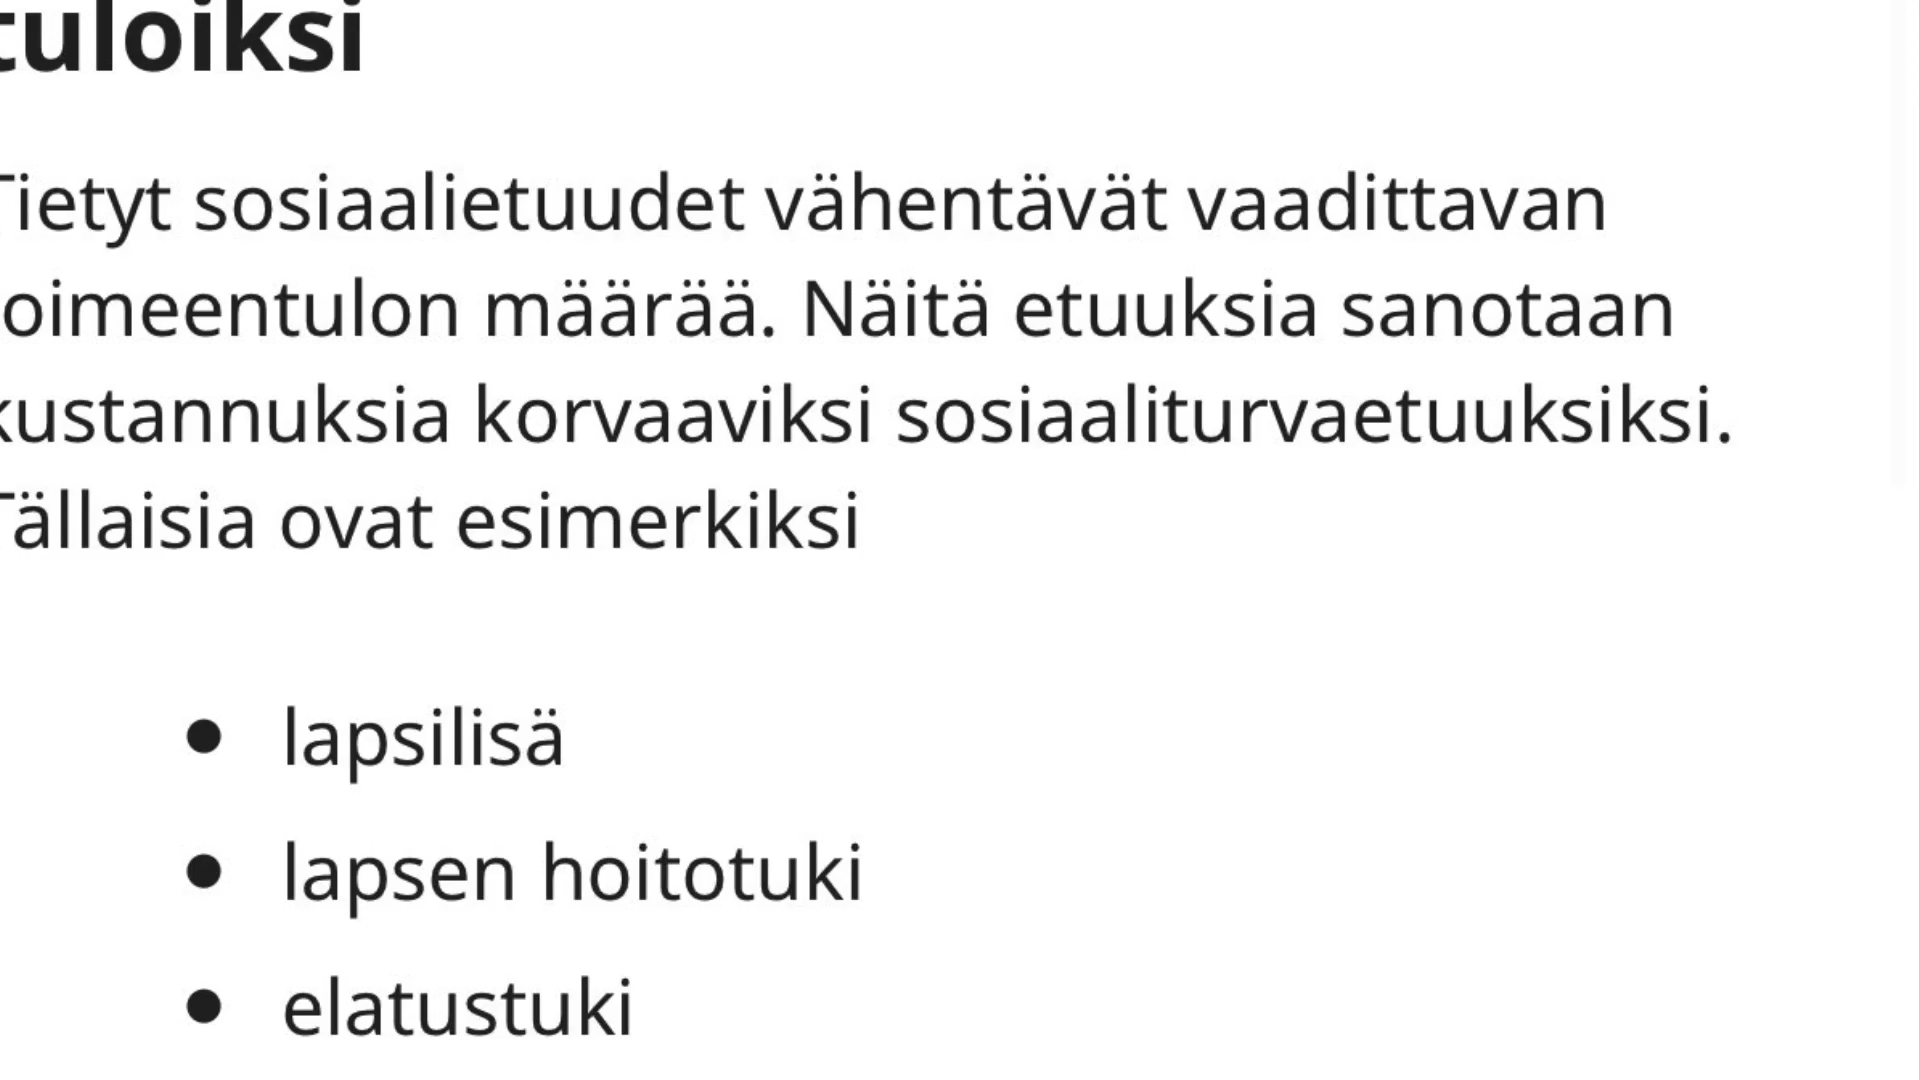 tuloiksi
Tietyt sosiaalietuudet vähentävät vaadittavan
toimeentulon määrää. Näitä etuuksia sanotaan
kustannuksia korvaaviksi sosiaaliturvaetuuksiksi.
Tällaisia ovat esimerkiksi
lapsilisä
lapsen hoitotuki
elatustuki